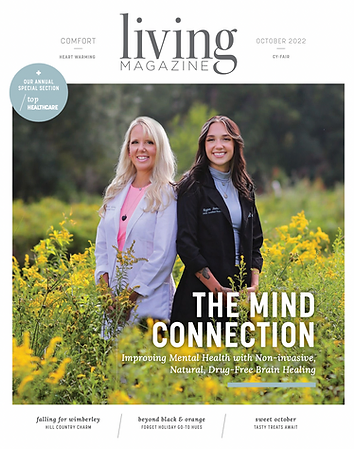 COMFORT
HEART WARMING
living
MAGAZINE
OCTOBER 2022
CY-FAIR
+
OUR ANNUAL
SPECIAL SECTION
top
HEALTHCARE
THE MIND
CONNECTION
Improving Mental Health with Non-invasive,
Natural, Drug-Free Brain Healing
falling for wimberley
HILL COUNTRY CHARM
beyond black & orange
FORGET HOLIDAY GO-TO HUES
sweet october
TASTY TREATS AWAIT